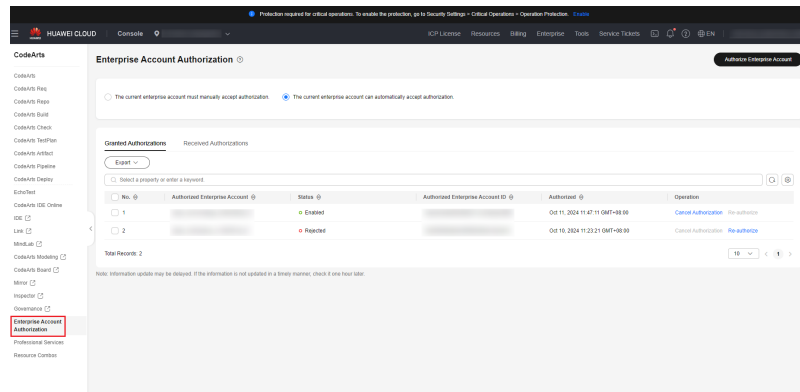 Protection required for critical operations. To enable the protection, go to Security Settings > Critical Operations > Operation Protection. Enable
HUAWEI CLOUD Console ICP License Resources Billing Enterprise Tools Service Tickets EN
CodeArts
CodeArts
CodeArts Req
CodeArts Repo
CodeArts Build
CodeArts Check
CodeArts TestPlan
CodeArts Artifact
CodeArts Pipeline
CodeArts Deploy
EchoTest
CodeArts IDE Online
IDE
Link
MindLab
CodeArts Modeling
CodeArts Board
Mirror
Inspector
Governance
Enterprise Account
Authorization
Professional Services
Resource Combos
Enterprise Account Authorization
Authorize Enterprise Account
The current enterprise account must manually accept authorization. The current enterprise account can automatically accept authorization.
Granted Authorizations Received Authorizations
Export
Select a property or enter a keyword.
No. Authorized Enterprise Account Status Authorized Enterprise Account ID Authorized Operation
1 Enabled Oct 11, 2024 11:47:11 GMT+08:00 Cancel Authorization Re-authorize
2 Rejected Oct 10, 2024 11:23:21 GMT+08:00 Cancel Authorization Re-authorize
Total Records: 2 10 < 1 >
Note: Information update may be delayed. If the information is not updated in a timely manner, check it one hour later.